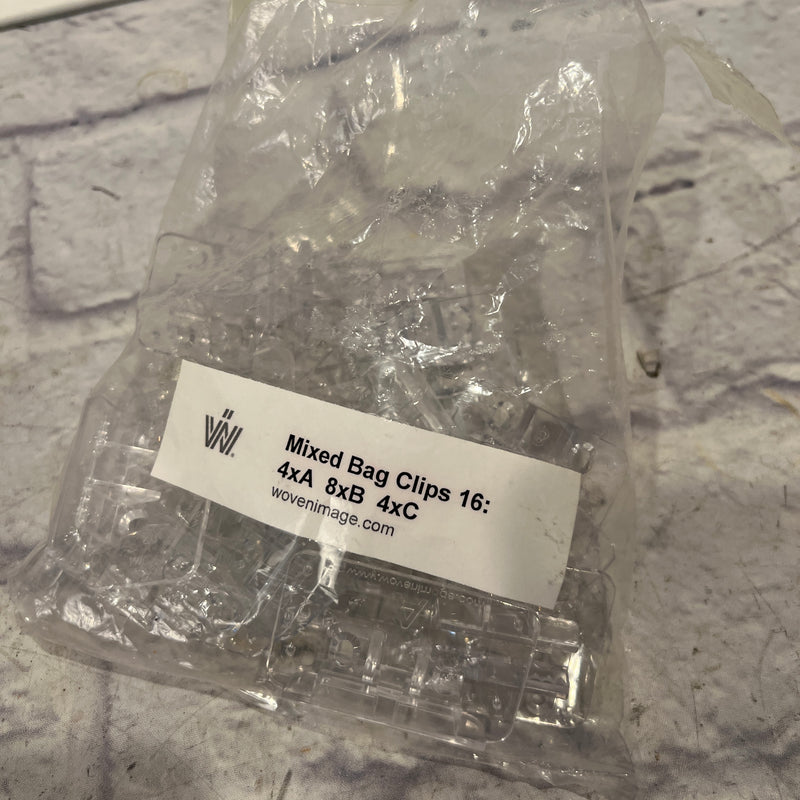 Mixed Bag Clips 16:
4xA 8xB 4xC
wovenimage.com